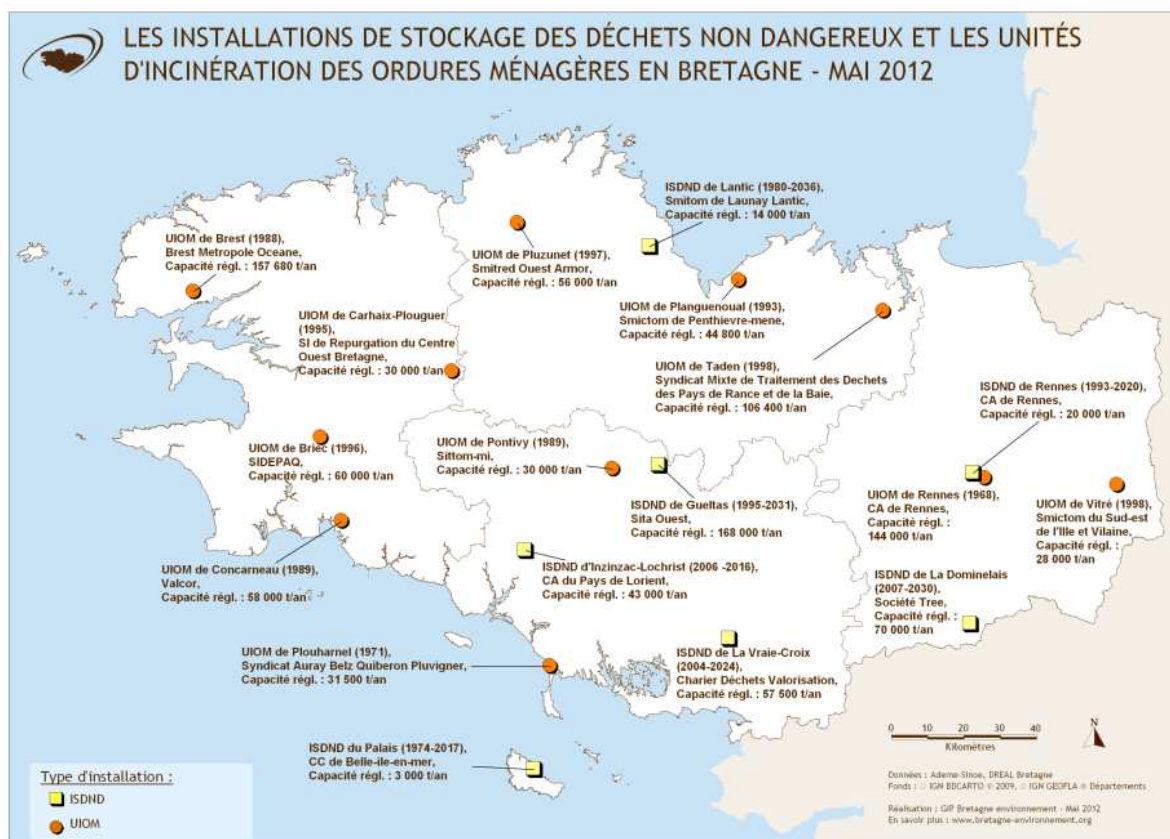 LES INSTALLATIONS DE STOCKAGE DES DÉCHETS NON DANGEREUX ET LES UNITÉS
D'INCINÉRATION DES ORDURES MÉNAGÈRES EN BRETAGNE - MAI 2012
ISDND de Lantic (1980-2036),
Smitom de Launay Lantic,
Capacité régl. : 14 000 t/an
UIOM de Brest (1988),
Brest Metropole Oceane,
Capacité régl. : 157 680 t/an
UIOM de Pluzunet (1997),
Smitred Ouest Armor,
Capacité régl. : 56 000 t/an
UIOM de Planguenoual (1993),
Smictom de Penthievre-mene,
Capacité régl. : 44 800 t/an
UIOM de Carhaix-Plouguer
(1995),
SI de Repurgation du Centre
Ouest Bretagne,
Capacité régl. : 30 000 t/an
UIOM de Taden (1998),
Syndicat Mixte de Traitement des Dechets
des Pays de Rance et de la Baie,
Capacité régl. : 106 400 t/an
ISDND de Rennes (1993-2020),
CA de Rennes,
Capacité régl. : 20 000 t/an
UIOM de Briec (1996),
SIDEPAQ,
Capacité régl. : 60 000 t/an
UIOM de Pontivy (1989),
Sittom-mi,
Capacité régl. : 30 000 t/an
ISDND de Gueltas (1995-2031),
Sita Ouest,
Capacité régl. : 168 000 t/an
UIOM de Rennes (1968),
CA de Rennes,
Capacité régl. :
144 000 t/an
UIOM de Vitré (1998),
Smictom du Sud-est
de l'Ille et Vilaine,
Capacité régl. :
28 000 t/an
UIOM de Concarneau (1989),
Valcor,
Capacité régl. : 58 000 t/an
ISDND d'Inzinzac-Lochrist (2006 -2016),
CA du Pays de Lorient,
Capacité régl. : 43 000 t/an
ISDND de La Dominelais
(2007-2030),
Société Tree,
Capacité régl. :
70 000 t/an
UIOM de Plouharnel (1971),
Syndicat Auray Belz Quiberon Pluvigner,
Capacité régl. : 31 500 t/an
ISDND de La Vraie-Croix
(2004-2024),
Charier Déchets Valorisation,
Capacité régl. : 57 500 t/an
ISDND du Palais (1974-2017),
CC de Belle-ile-en-mer,
Capacité régl. : 3 000 t/an
0 10 20 30 40
Kilomètres
N
Type d'installation :
ISDND
UIOM
Données : Ademe-Sinoe, DREAL Bretagne
Fonds : © IGN BDCARTO © 2009, © IGN GEOFLA ® Départements
Réalisation : GIP Bretagne environnement - Mai 2012
En savoir plus : www.bretagne-environnement.org